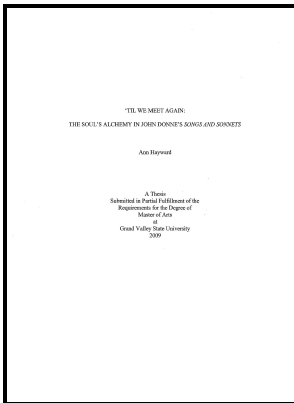 'TIL WE MEET AGAIN:
THE SOUL'S ALCHEMY IN JOHN DONNE'S SONGS AND SONNETS
Ann Hayward
A Thesis
Submitted in Partial Fulfillment of the
Requirements for the Degree of
Master of Arts
at
Grand Valley State University
2009